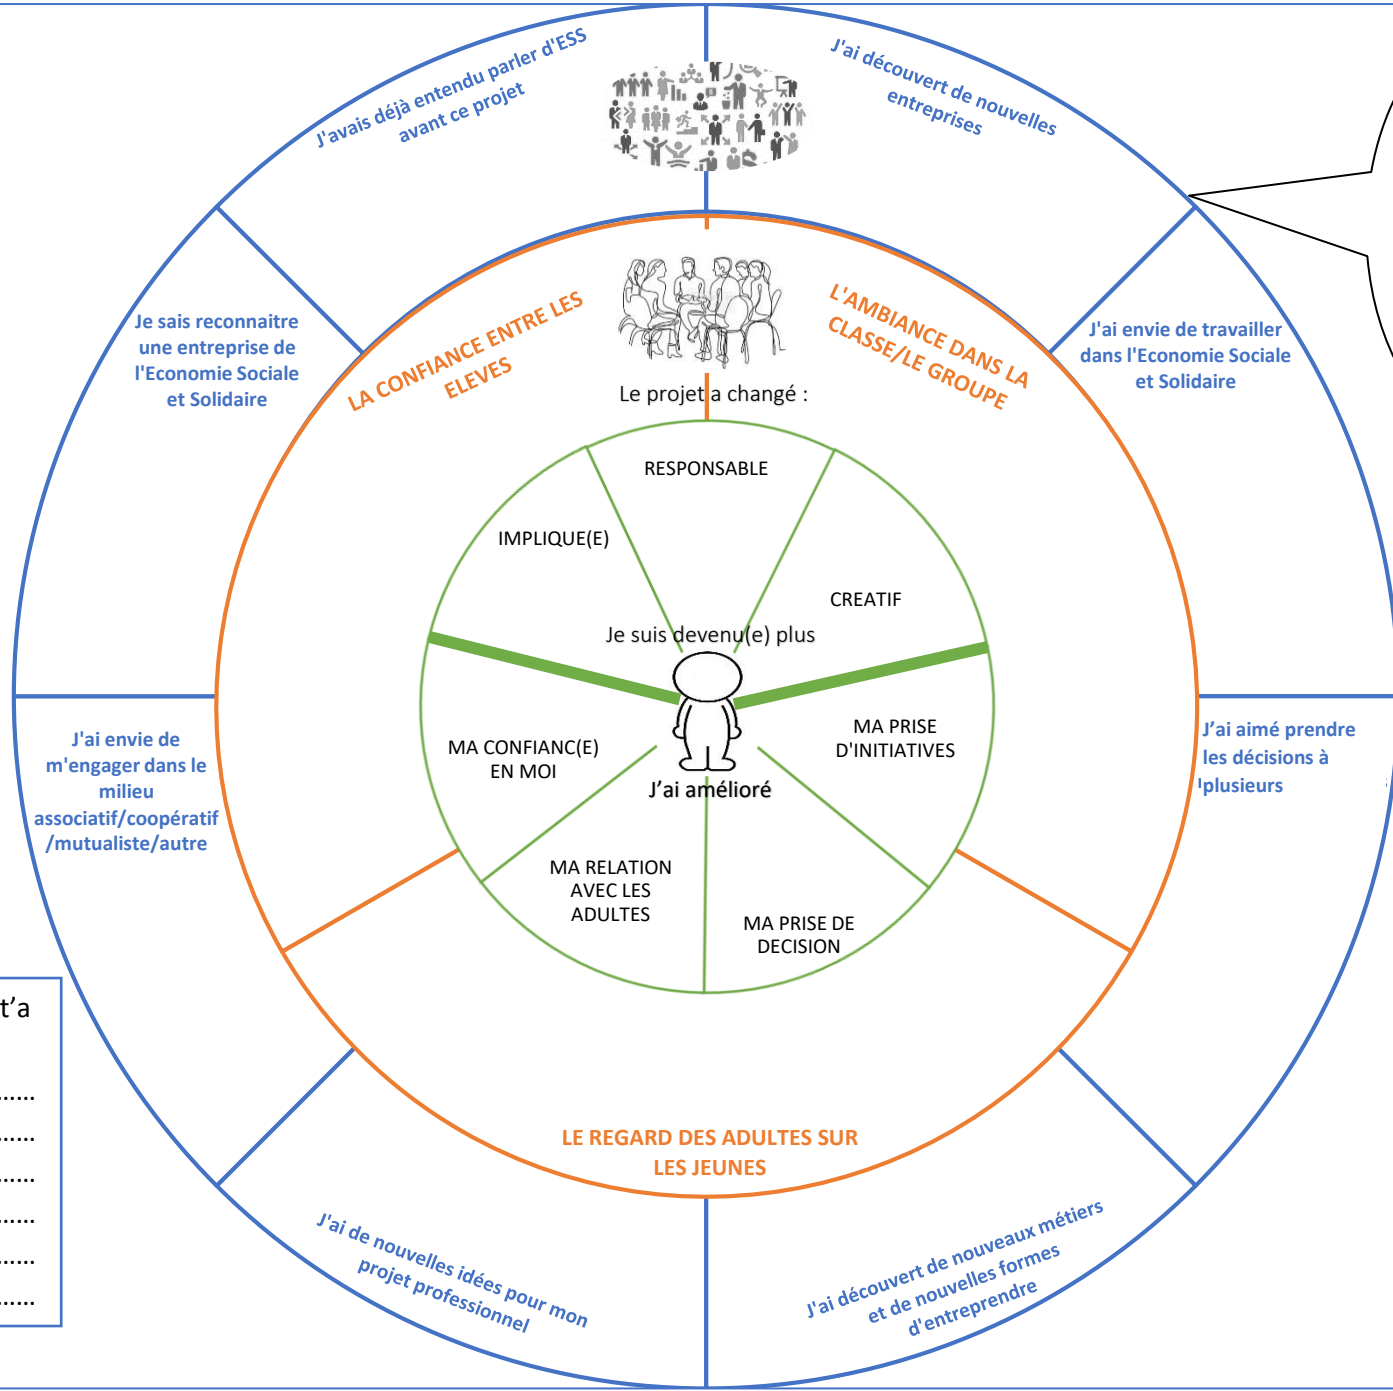 J'avais déjà entendu parler d'ESS
avant ce projet
J'ai découvert de nouvelles
entreprises
Je sais reconnaitre
une entreprise de
l'Economie Sociale
et Solidaire
J'ai envie de travailler
dans l'Economie Sociale
et Solidaire
LA CONFIANCE ENTRE LES
ELEVES
L'AMBIANCE DANS LA
CLASSE/LE GROUPE
Le projet a changé :
RESPONSABLE
IMPLIQUE(E)
CREATIF
Je suis devenu(e) plus
MA CONFIANC(E)
EN MOI
MA PRISE
D'INITIATIVES
J’ai amélioré
MA RELATION
AVEC LES
ADULTES
MA PRISE DE
DECISION
J'ai envie de
m'engager dans le
milieu
associatif/coopératif
/mutualiste/autre
J’ai aimé prendre
les décisions à
plusieurs
t’a
......
......
......
......
......
......
LE REGARD DES ADULTES SUR
LES JEUNES
J'ai de nouvelles idées pour mon
projet professionnel
J'ai découvert de nouveaux métiers
et de nouvelles formes
d'entreprendre